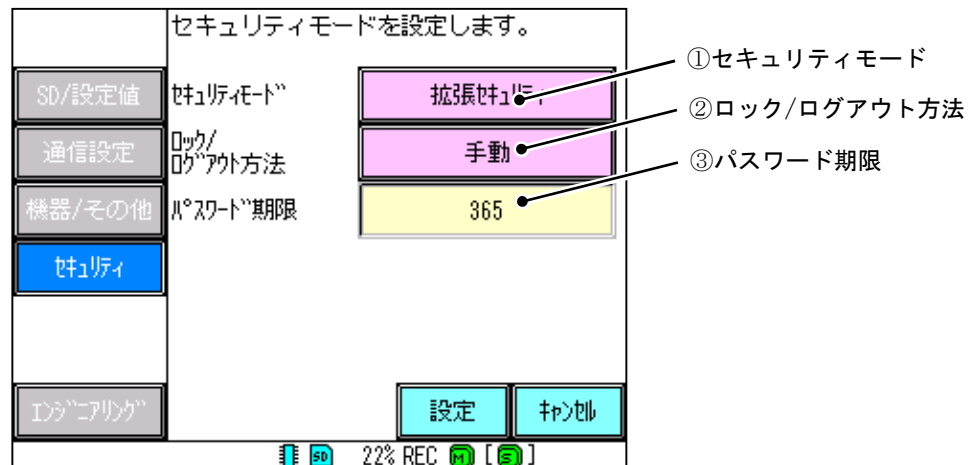 セキュリティモードを設定します。
SD/設定値
ｾｷｭﾘﾃｨﾓｰﾄﾞ
拡張ｾｷｭﾘﾃｨ
①セキュリティモード
通信設定
ﾛｯｸ/
ﾛｸﾞｱｳﾄ方法
手動
②ロック/ログアウト方法
機器/その他
ﾊﾟｽﾜｰﾄﾞ期限
365
③パスワード期限
ｾｷｭﾘﾃｨ
ｴﾝｼﾞﾆｱﾘﾝｸﾞ
設定
ｷｬﾝｾﾙ
SD 22% REC M [S]